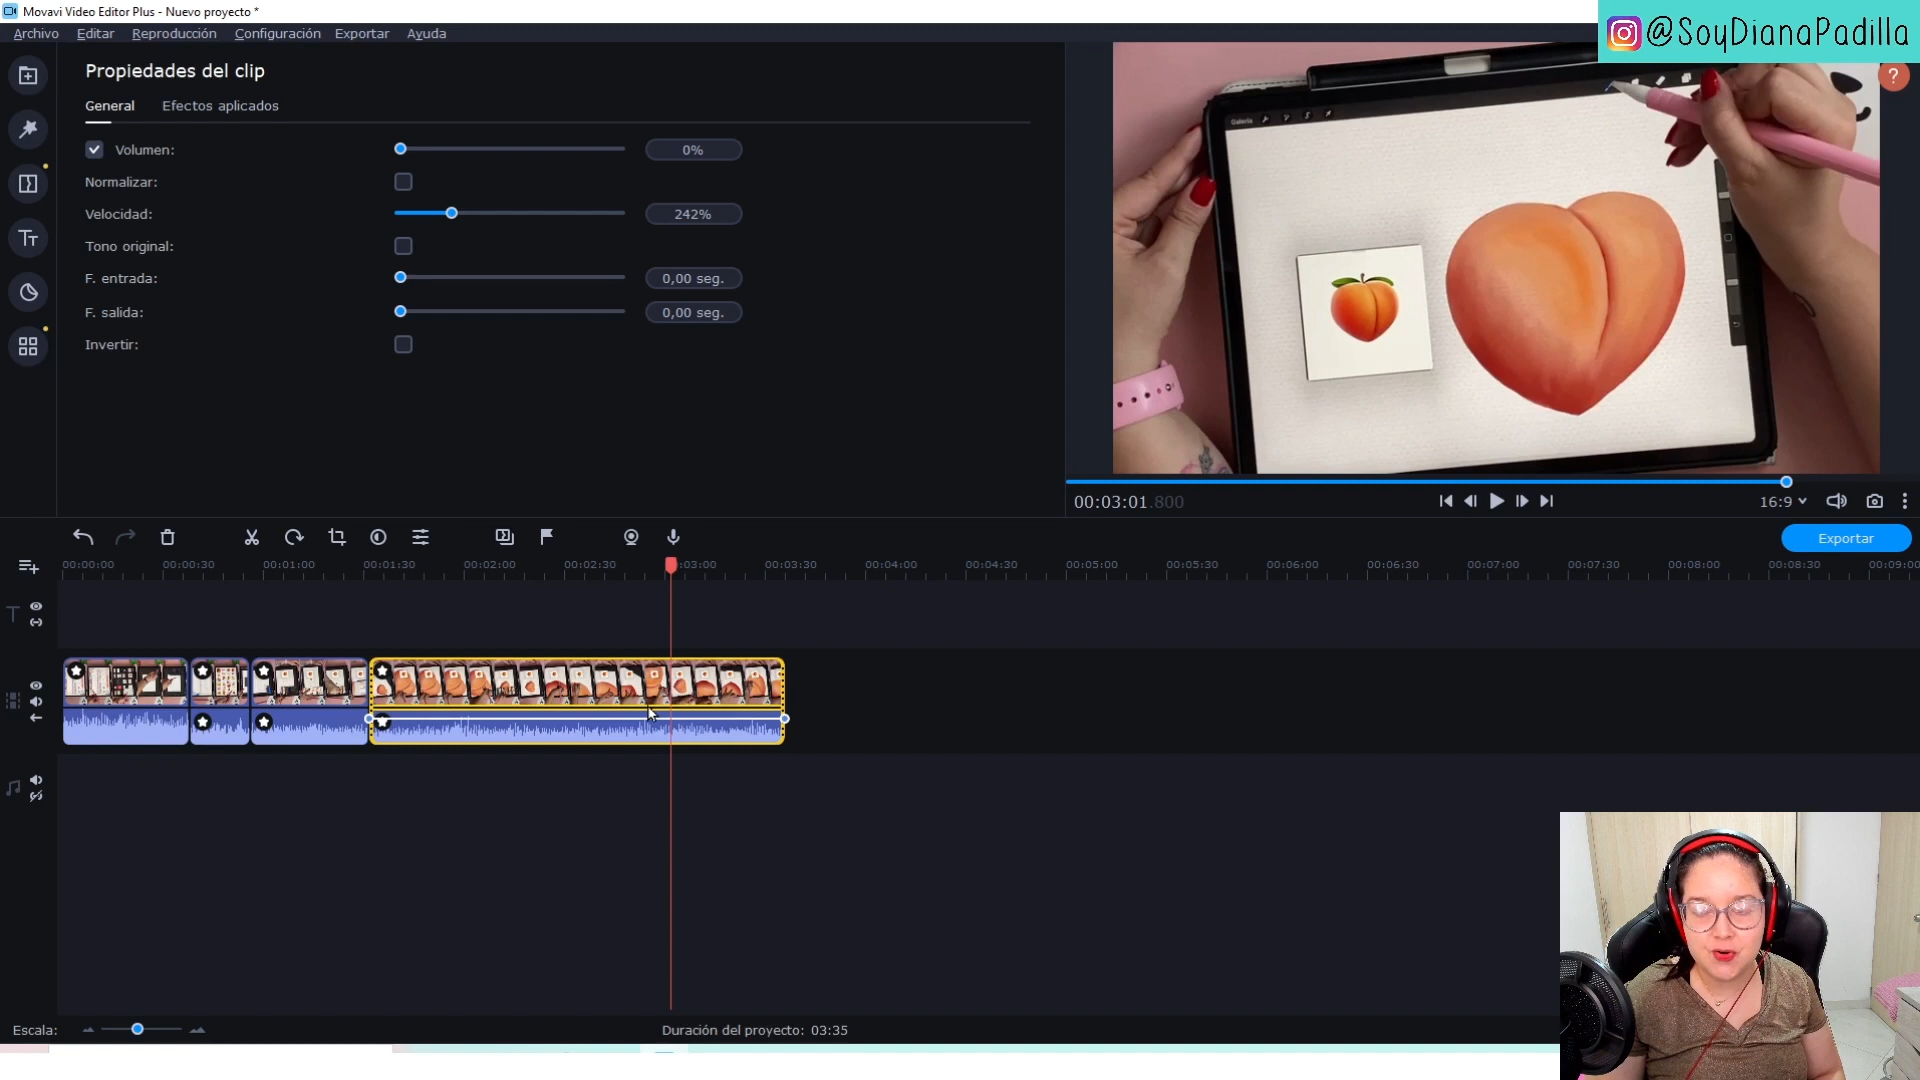 Movavi Video Editor Plus - Nuevo proyecto *
@SoyDianaPadilla
Archivo Editar Reproducción Configuración Exportar Ayuda
Propiedades del clip
General Efectos aplicados
Volumen: 0%
Normalizar:
Velocidad: 242%
Tono original:
F. entrada: 0,00 seg.
F. salida: 0,00 seg.
Invertir:
Galería
?
00:03:01.800
16:9
Exportar
00:00:00 00:00:30 00:01:00 00:01:30 00:02:00 00:02:30 :03:00 00:03:30 00:04:00 00:04:30 00:05:00 00:05:30 00:06:00 00:06:30 00:07:00 00:07:30 00:08:00 00:08:30 00:09:00
Escala:
Duración del proyecto: 03:35